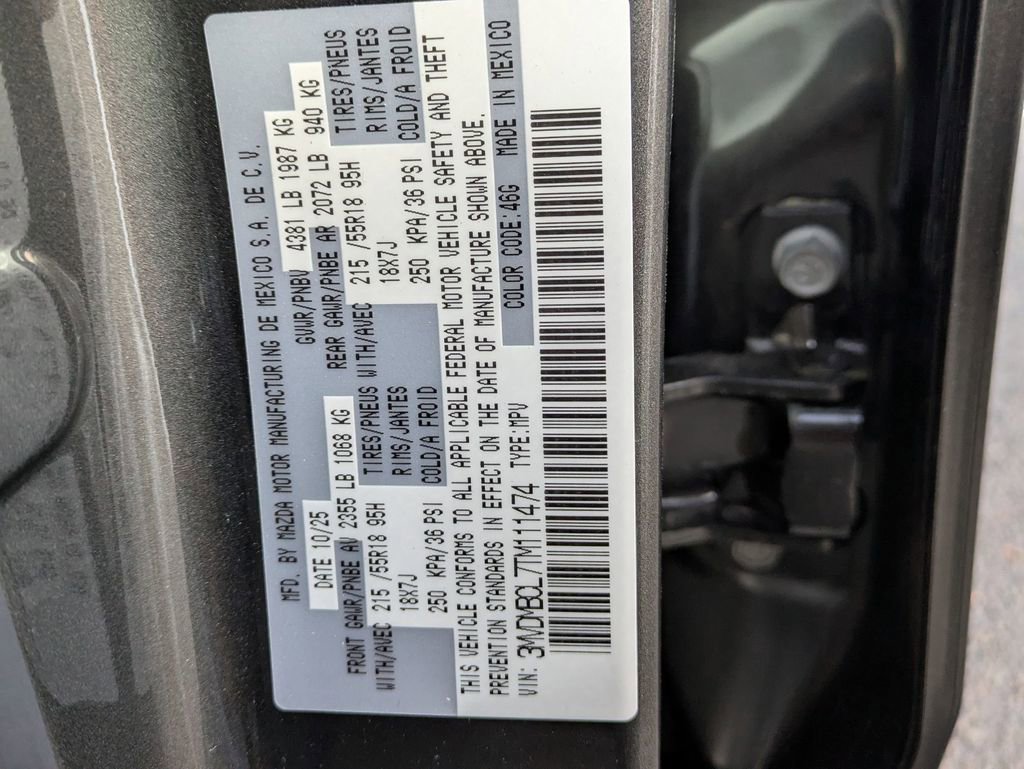 MFD. BY MAZDA MOTOR MANUFACTURING DE MEXICO S.A. DE C.V.
DATE 10/25 GVWR/PNBV 4381 LB 1987 KG
FRONT GAWR/PNBE AV 2355 LB 1068 KG REAR GAWR/PNBE AR 2072 LB 940 KG
WITH/AVEC 215 /55R18 95H TIRES/PNEUS WITH/AVEC 215 /55R18 95H TIRES/PNEUS
18X7J RIMS/JANTES 18X7J RIMS/JANTES
250 KPA/36 PSI COLD/A FROID 250 KPA/36 PSI COLD/A FROID
THIS VEHICLE CONFORMS TO ALL APPLICABLE FEDERAL MOTOR VEHICLE SAFETY AND THEFT
PREVENTION STANDARDS IN EFFECT ON THE DATE OF MANUFACTURE SHOWN ABOVE.
VIN: 3MVDMBCL7TM111474 TYPE:MPV COLOR CODE:46G MADE IN MEXICO